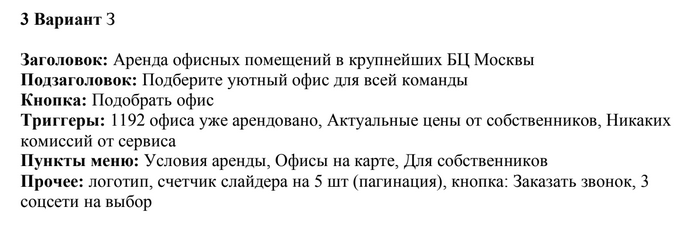 3 Вариант 3
Заголовок: Аренда офисных помещений в крупнейших БЦ Москвы
Подзаголовок: Подберите уютный офис для всей команды
Кнопка: Подобрать офис
Триггеры: 1192 офиса уже арендовано, Актуальные цены от собственников, Никаких
комиссий от сервиса
Пункты меню: Условия аренды, Офисы на карте, Для собственников
Прочее: логотип, счетчик слайдера на 5 шт (пагинация), кнопка: Заказать звонок, 3
соцсети на выбор